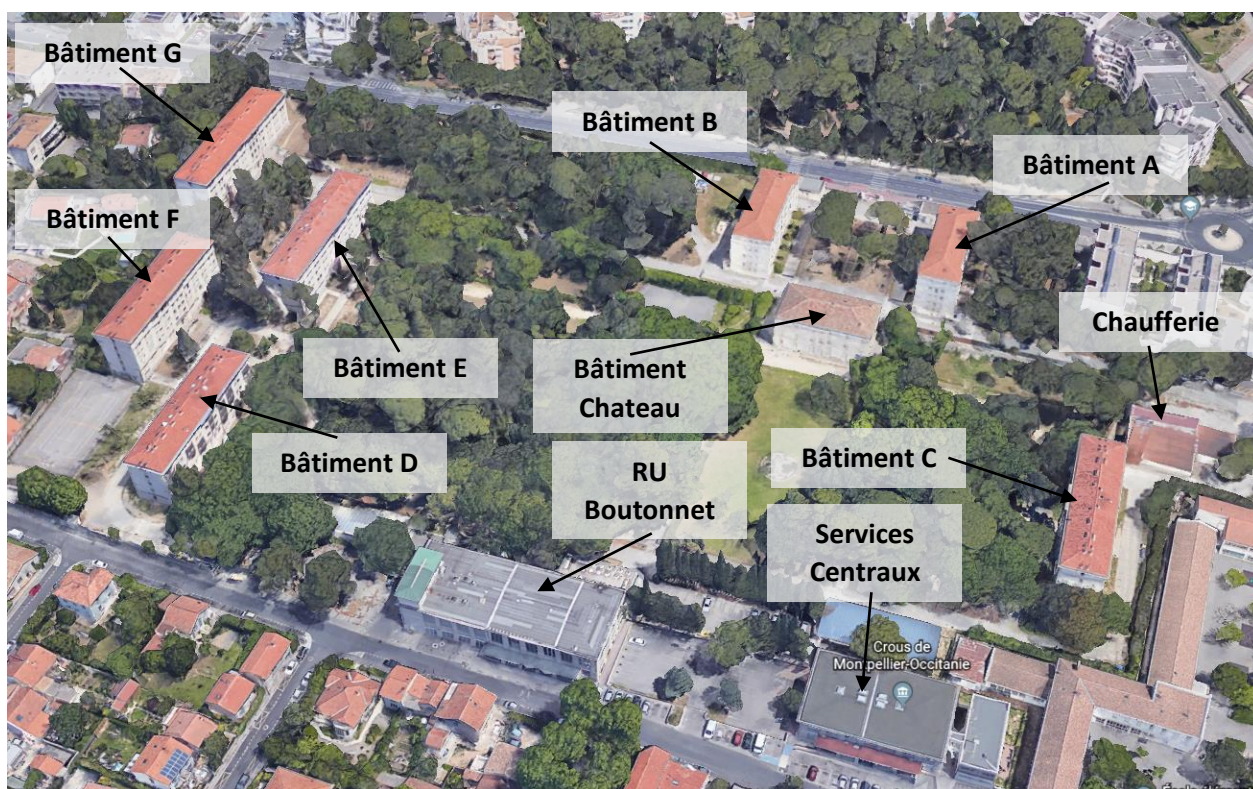 Bâtiment G
Bâtiment B
Bâtiment A
Bâtiment F
Chaufferie
Bâtiment E
Bâtiment
Chateau
Bâtiment D
RU
Boutonnet
Bâtiment C
Services
Centraux
Crous de
Montpellier-Occitanie